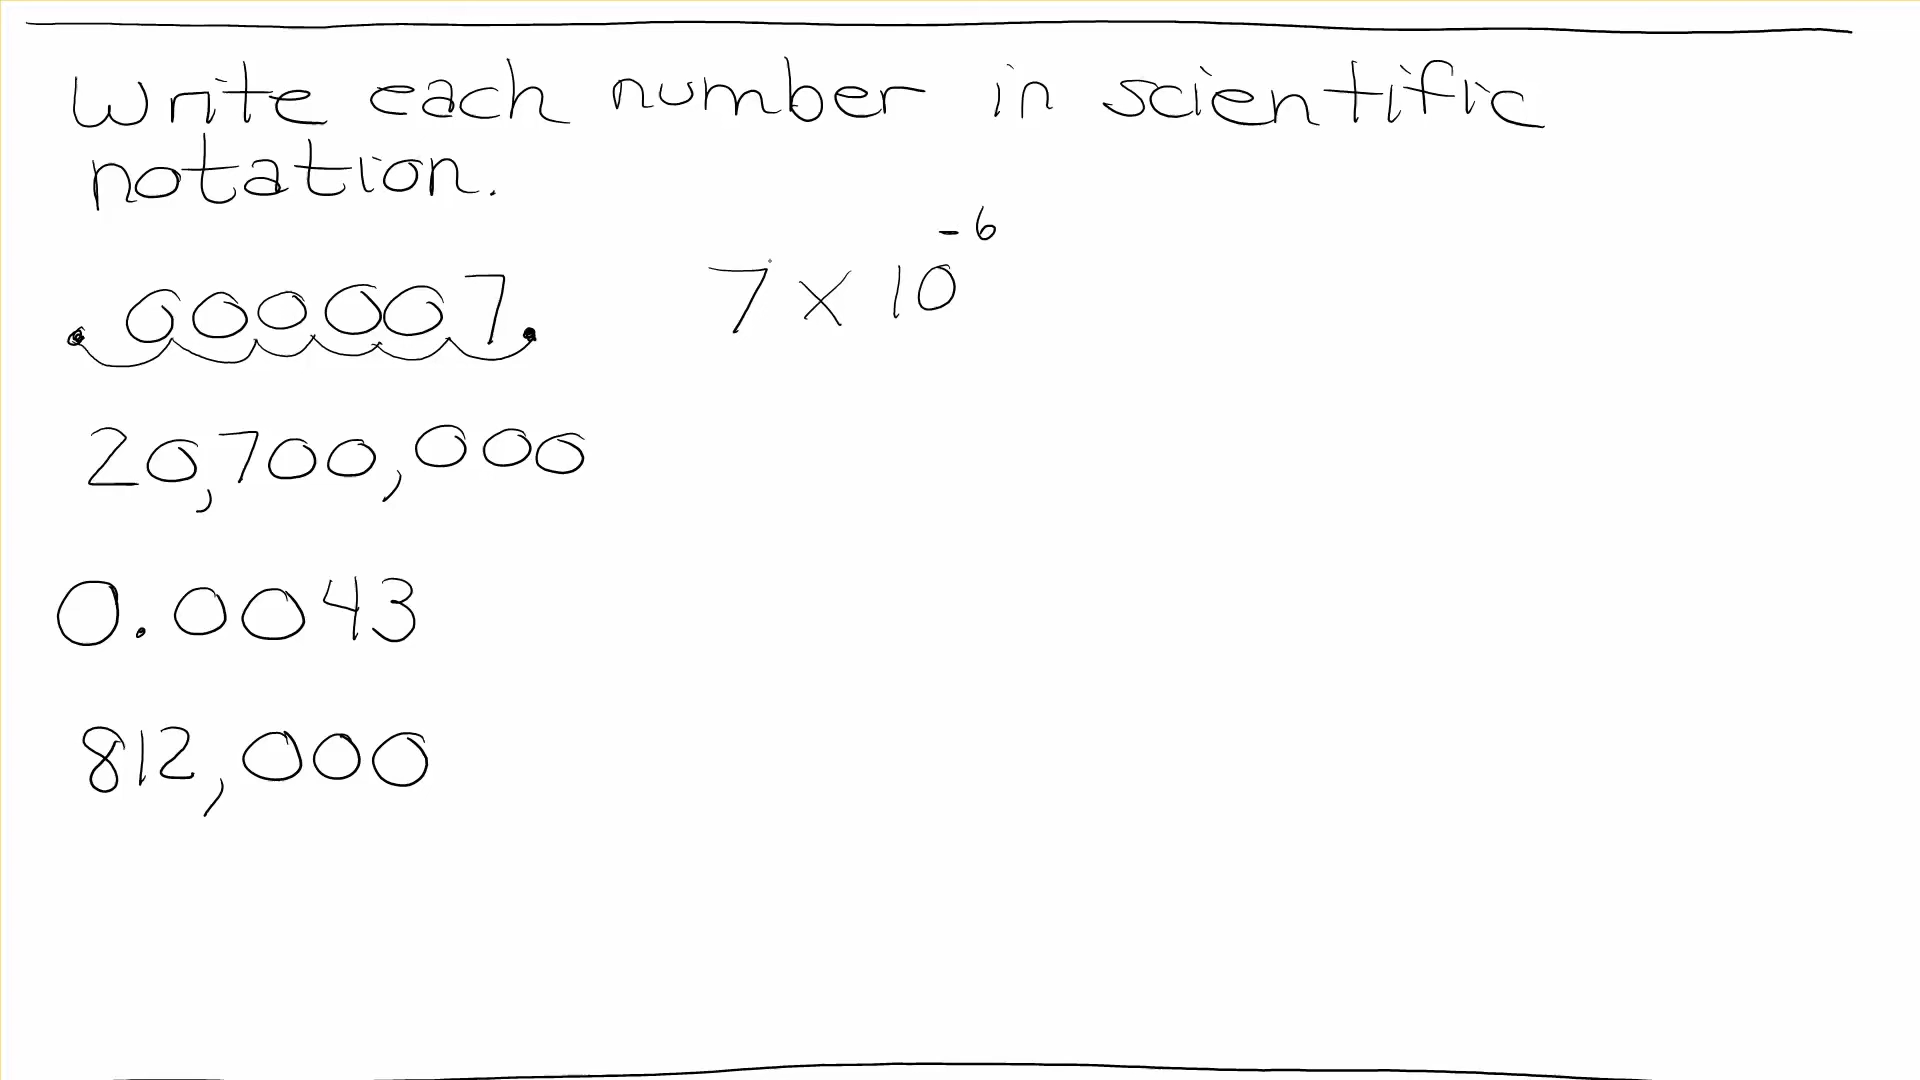 Write each number in scientific
notation.
.000007. 7 × 10⁻⁶
20,700,000
0.0043
812,000